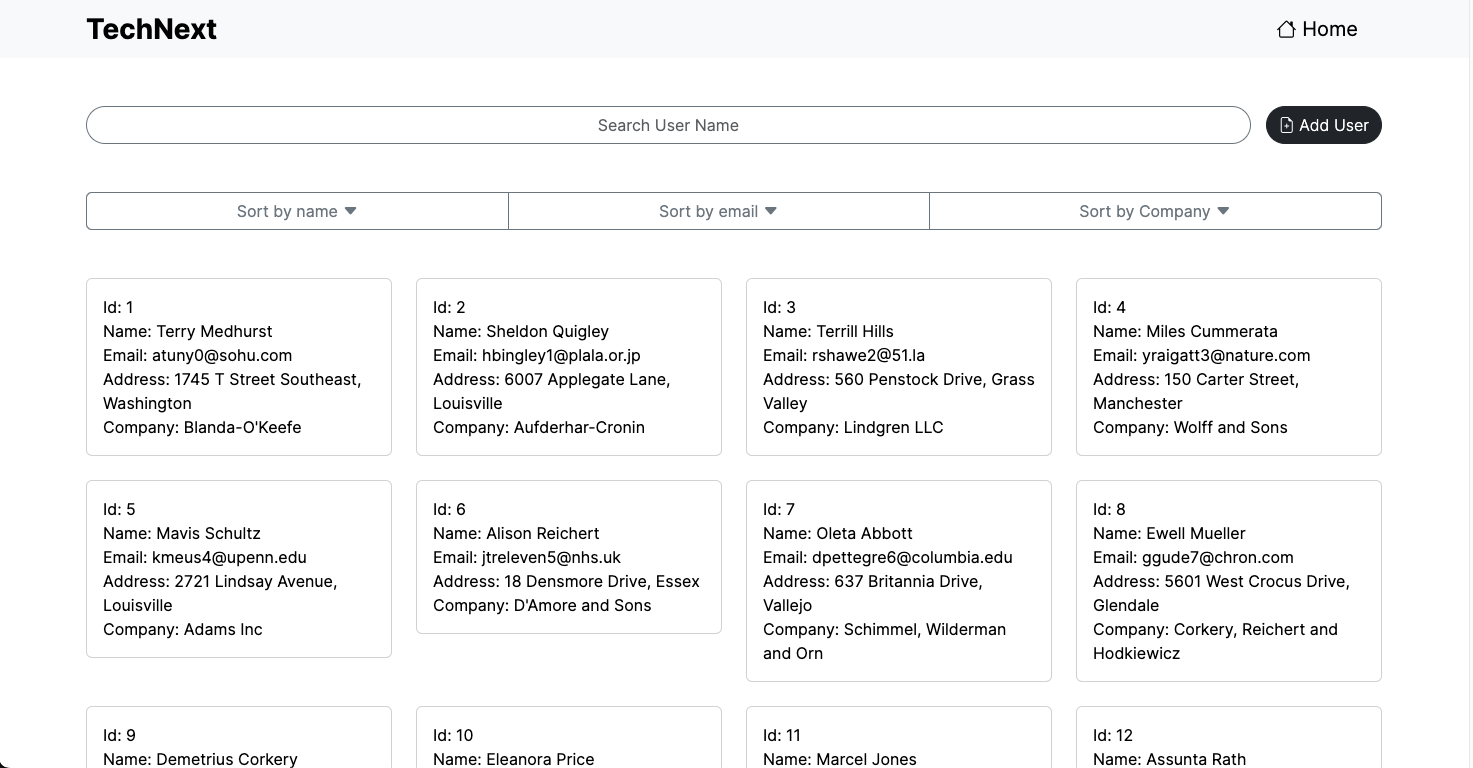 TechNext
Home
Search User Name
Add User
Sort by name
Sort by email
Sort by Company
Id: 1
Name: Terry Medhurst
Email: atuny0@sohu.com
Address: 1745 T Street Southeast,
Washington
Company: Blanda-O'Keefe
Id: 2
Name: Sheldon Quigley
Email: hbingley1@plala.or.jp
Address: 6007 Applegate Lane,
Louisville
Company: Aufderhar-Cronin
Id: 3
Name: Terrill Hills
Email: rshawe2@51.la
Address: 560 Penstock Drive, Grass
Valley
Company: Lindgren LLC
Id: 4
Name: Miles Cummerata
Email: yraigatt3@nature.com
Address: 150 Carter Street,
Manchester
Company: Wolff and Sons
Id: 5
Name: Mavis Schultz
Email: kmeus4@upenn.edu
Address: 2721 Lindsay Avenue,
Louisville
Company: Adams Inc
Id: 6
Name: Alison Reichert
Email: jtreleven5@nhs.uk
Address: 18 Densmore Drive, Essex
Company: D'Amore and Sons
Id: 7
Name: Oleta Abbott
Email: dpettegre6@columbia.edu
Address: 637 Britannia Drive,
Vallejo
Company: Schimmel, Wilderman
and Orn
Id: 8
Name: Ewell Mueller
Email: ggude7@chron.com
Address: 5601 West Crocus Drive,
Glendale
Company: Corkery, Reichert and
Hodkiewicz
Id: 9
Name: Demetrius Corkery
Id: 10
Name: Eleanora Price
Id: 11
Name: Marcel Jones
Id: 12
Name: Assunta Rath